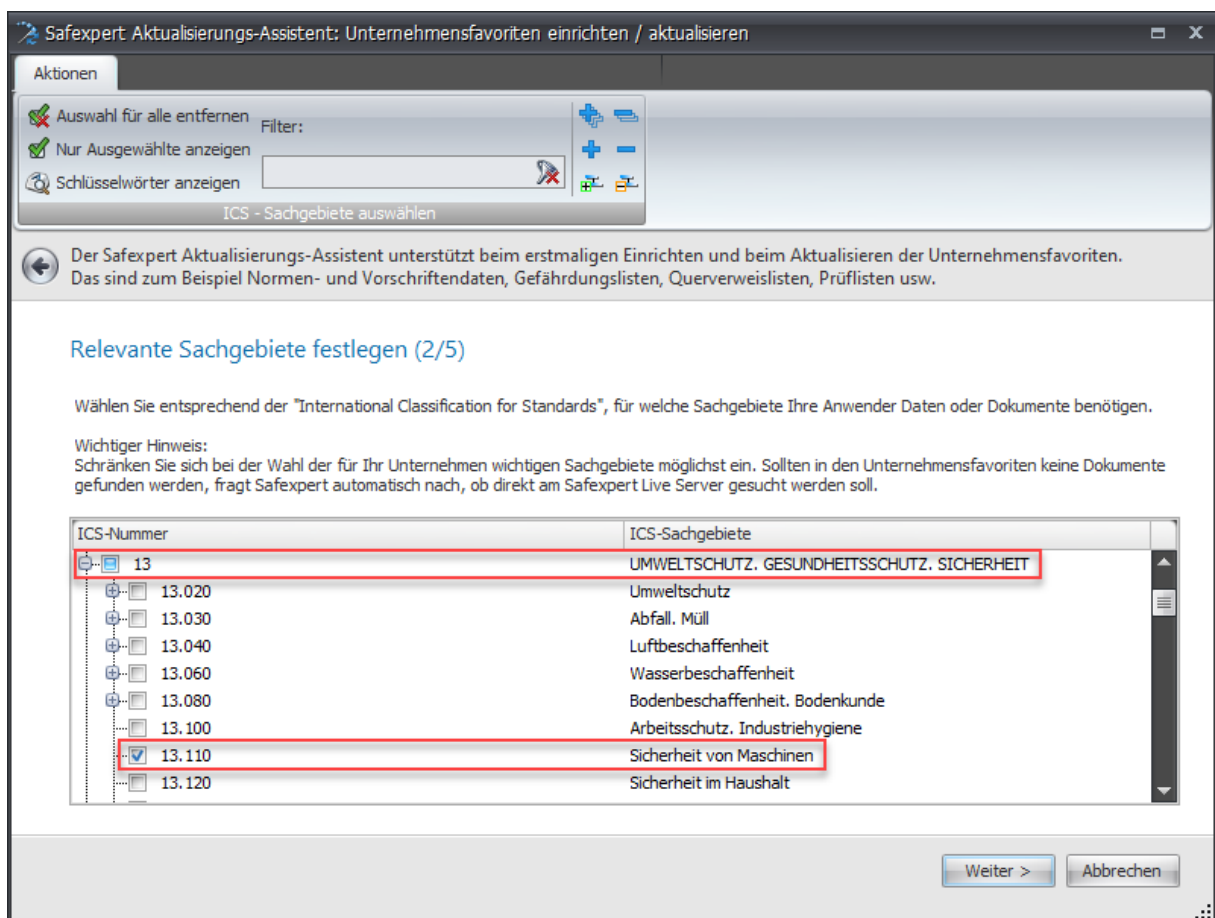 Safexpert Aktualisierungs-Assistent: Unternehmensfavoriten einrichten / aktualisieren
Aktionen
Auswahl für alle entfernen
Nur Ausgewählte anzeigen
Schlüsselwörter anzeigen
Filter:
ICS - Sachgebiete auswählen
Der Safexpert Aktualisierungs-Assistent unterstützt beim erstmaligen Einrichten und beim Aktualisieren der Unternehmensfavoriten.
Das sind zum Beispiel Normen- und Vorschriftendaten, Gefährdungslisten, Querverweislisten, Prüflisten usw.
Relevante Sachgebiete festlegen (2/5)
Wählen Sie entsprechend der "International Classification for Standards", für welche Sachgebiete Ihre Anwender Daten oder Dokumente benötigen.
Wichtiger Hinweis:
Schränken Sie sich bei der Wahl der für Ihr Unternehmen wichtigen Sachgebiete möglichst ein. Sollten in den Unternehmensfavoriten keine Dokumente
gefunden werden, fragt Safexpert automatisch nach, ob direkt am Safexpert Live Server gesucht werden soll.
ICS-Nummer ICS-Sachgebiete
13 UMWELTSCHUTZ. GESUNDHEITSSCHUTZ. SICHERHEIT
13.020 Umweltschutz
13.030 Abfall. Müll
13.040 Luftbeschaffenheit
13.060 Wasserbeschaffenheit
13.080 Bodenbeschaffenheit. Bodenkunde
13.100 Arbeitsschutz. Industriehygiene
13.110 Sicherheit von Maschinen
13.120 Sicherheit im Haushalt
Weiter > Abbrechen